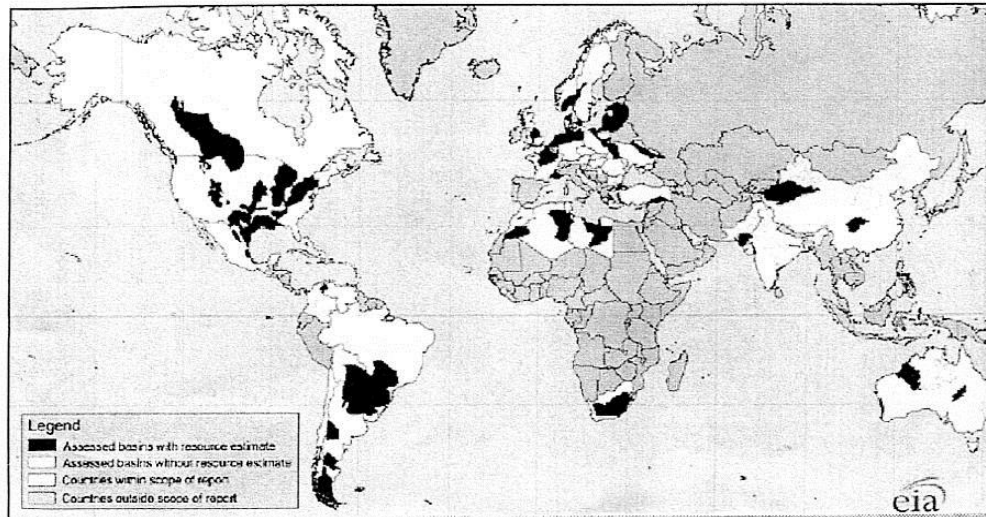 Legend
Assessed basins with resource estimate
Assessed basins without resource estimate
Countries within scope of report
Countries outside scope of report
eia